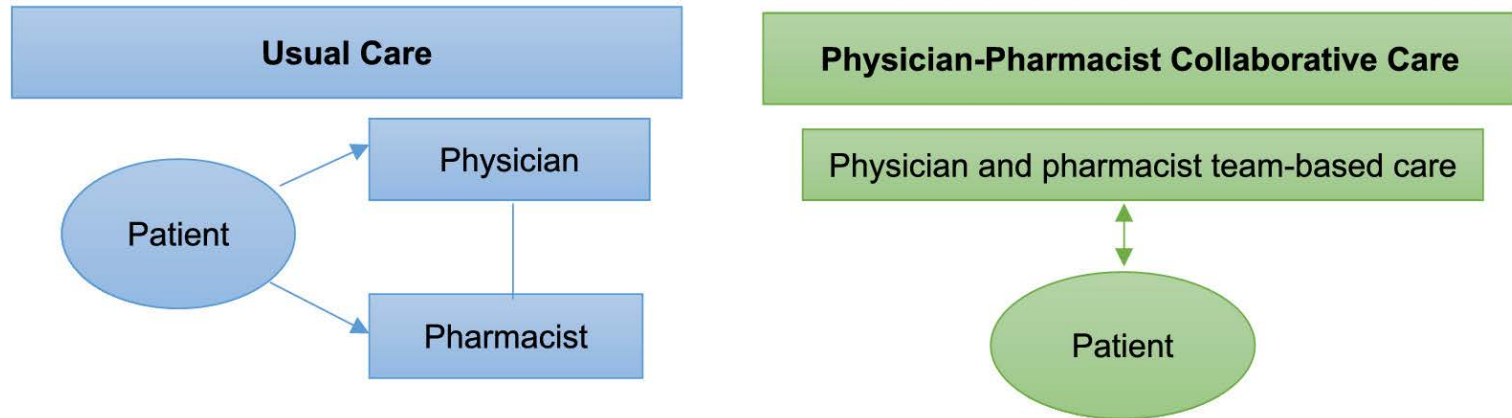 Usual Care
Physician
Patient
Pharmacist
Physician-Pharmacist Collaborative Care
Physician and pharmacist team-based care
Patient